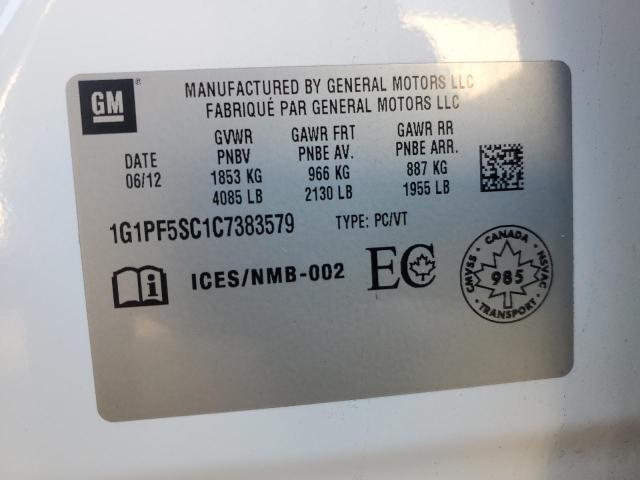 GM ®
MANUFACTURED BY GENERAL MOTORS LLC
FABRIQUÉ PAR GENERAL MOTORS LLC
DATE
06/12
GVWR
PNBV
1853 KG
4085 LB
GAWR FRT
PNBE AV.
966 KG
2130 LB
GAWR RR
PNBE ARR.
887 KG
1955 LB
1G1PF5SC1C7383579 TYPE: PC/VT
i ICES/NMB-002 EC
CANADA
CMVSS 985 NSVAC
TRANSPORT